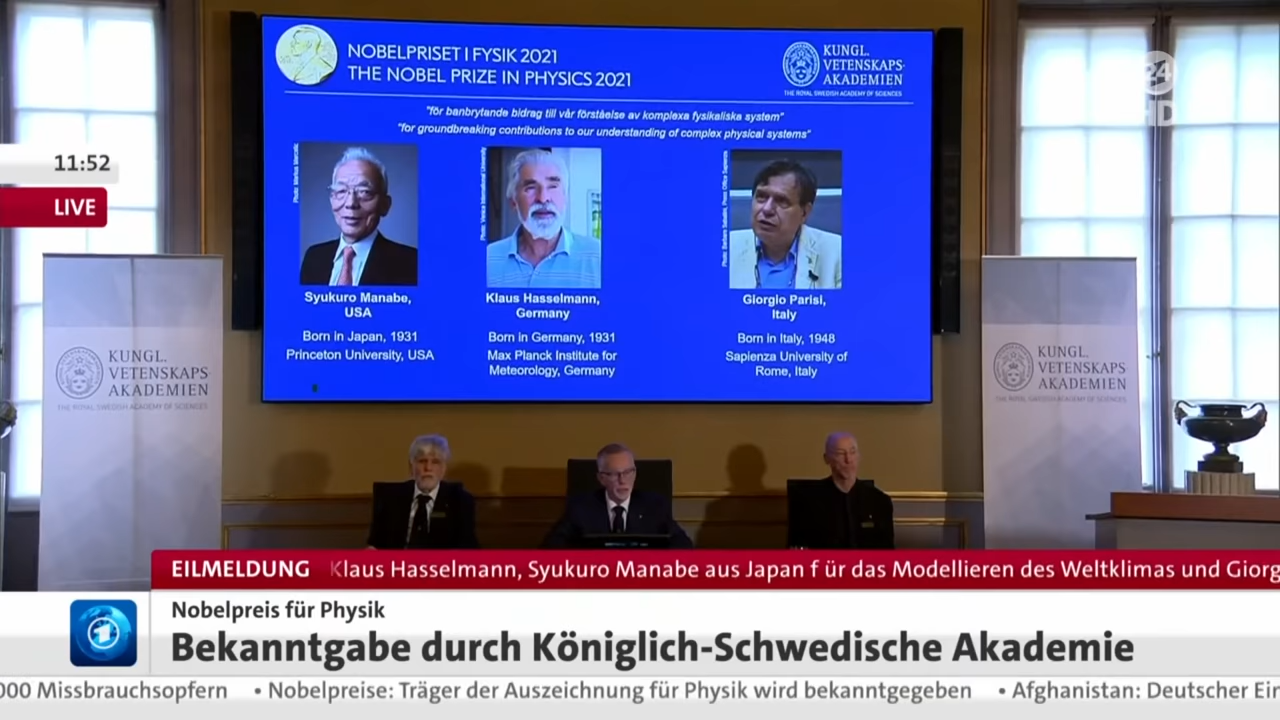 NOBELPRISET I FYSIK 2021
THE NOBEL PRIZE IN PHYSICS 2021
KUNGL.
VETENSKAPS-
AKADEMIEN
THE ROYAL SWEDISH ACADEMY OF SCIENCES
"för banbrytande bidrag till vår förståelse av komplexa fysikaliska system"
"for groundbreaking contributions to our understanding of complex physical systems"
24
HD
11:52
LIVE
Syukuro Manabe,
USA
Born in Japan, 1931
Princeton University, USA
Klaus Hasselmann,
Germany
Born in Germany, 1931
Max Planck Institute for
Meteorology, Germany
Giorgio Parisi,
Italy
Born in Italy, 1948
Sapienza University of
Rome, Italy
KUNGL.
VETENSKAPS-
AKADEMIEN
THE ROYAL SWEDISH ACADEMY OF SCIENCES
KUNGL.
VETENSKAPS-
AKADEMIEN
THE ROYAL SWEDISH ACADEMY OF SCIENCES
EILMELDUNG Klaus Hasselmann, Syukuro Manabe aus Japan f ür das Modellieren des Weltklimas und Giorg
Nobelpreis für Physik
Bekanntgabe durch Königlich-Schwedische Akademie
000 Missbrauchsopfern • Nobelpreise: Träger der Auszeichnung für Physik wird bekanntgegeben • Afghanistan: Deutscher Ein